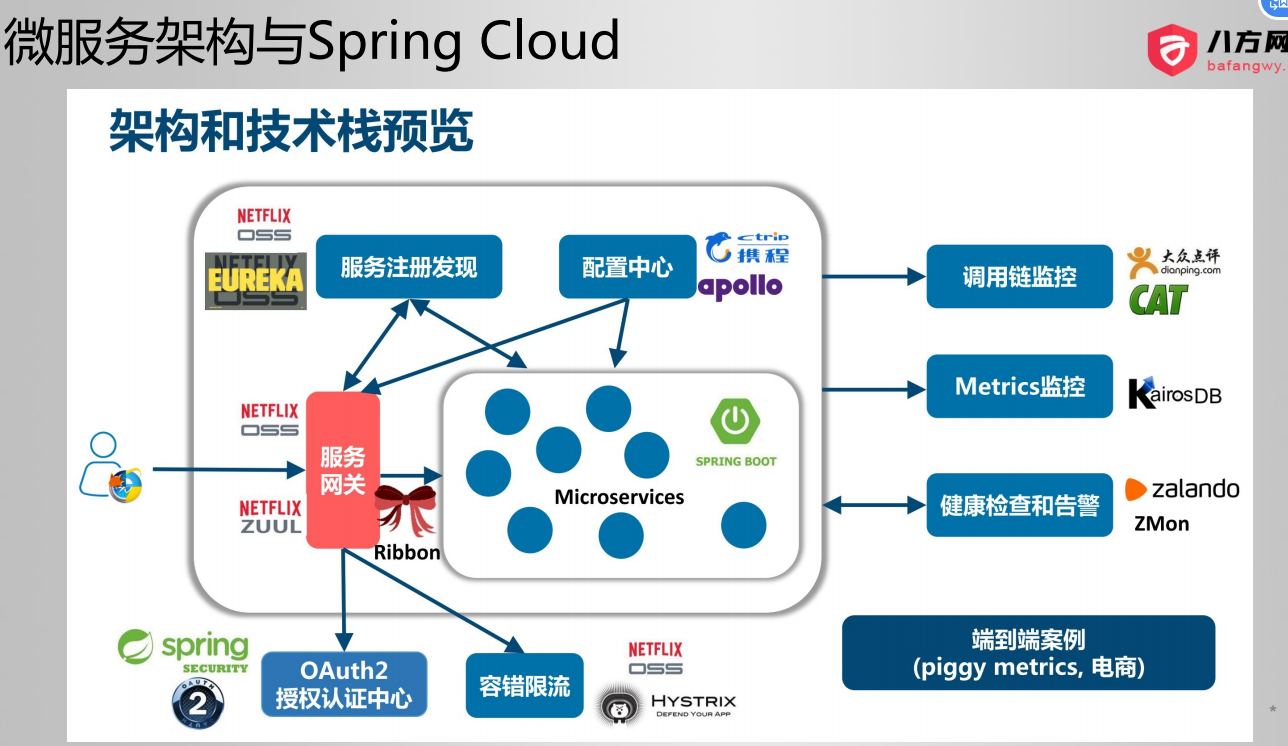 微服务架构与Spring Cloud
八方网
bafangwy.
架构和技术栈预览
NETFLIX
OSS
NETFLIX
EUREKA
OSS
服务注册发现
配置中心
ctrip
携程
apollo
调用链监控
大众点评
dianping.com
CAT
Metrics监控
KairosDB
健康检查和告警
zalando
ZMon
NETFLIX
OSS
NETFLIX
ZUUL
服务
网关
Ribbon
SPRING BOOT
Microservices
spring
SECURITY
OAUTH
2
OAuth2
授权认证中心
容错限流
NETFLIX
OSS
HYSTRIX
DEFEND YOUR APP
端到端案例
(piggy metrics, 电商)
*